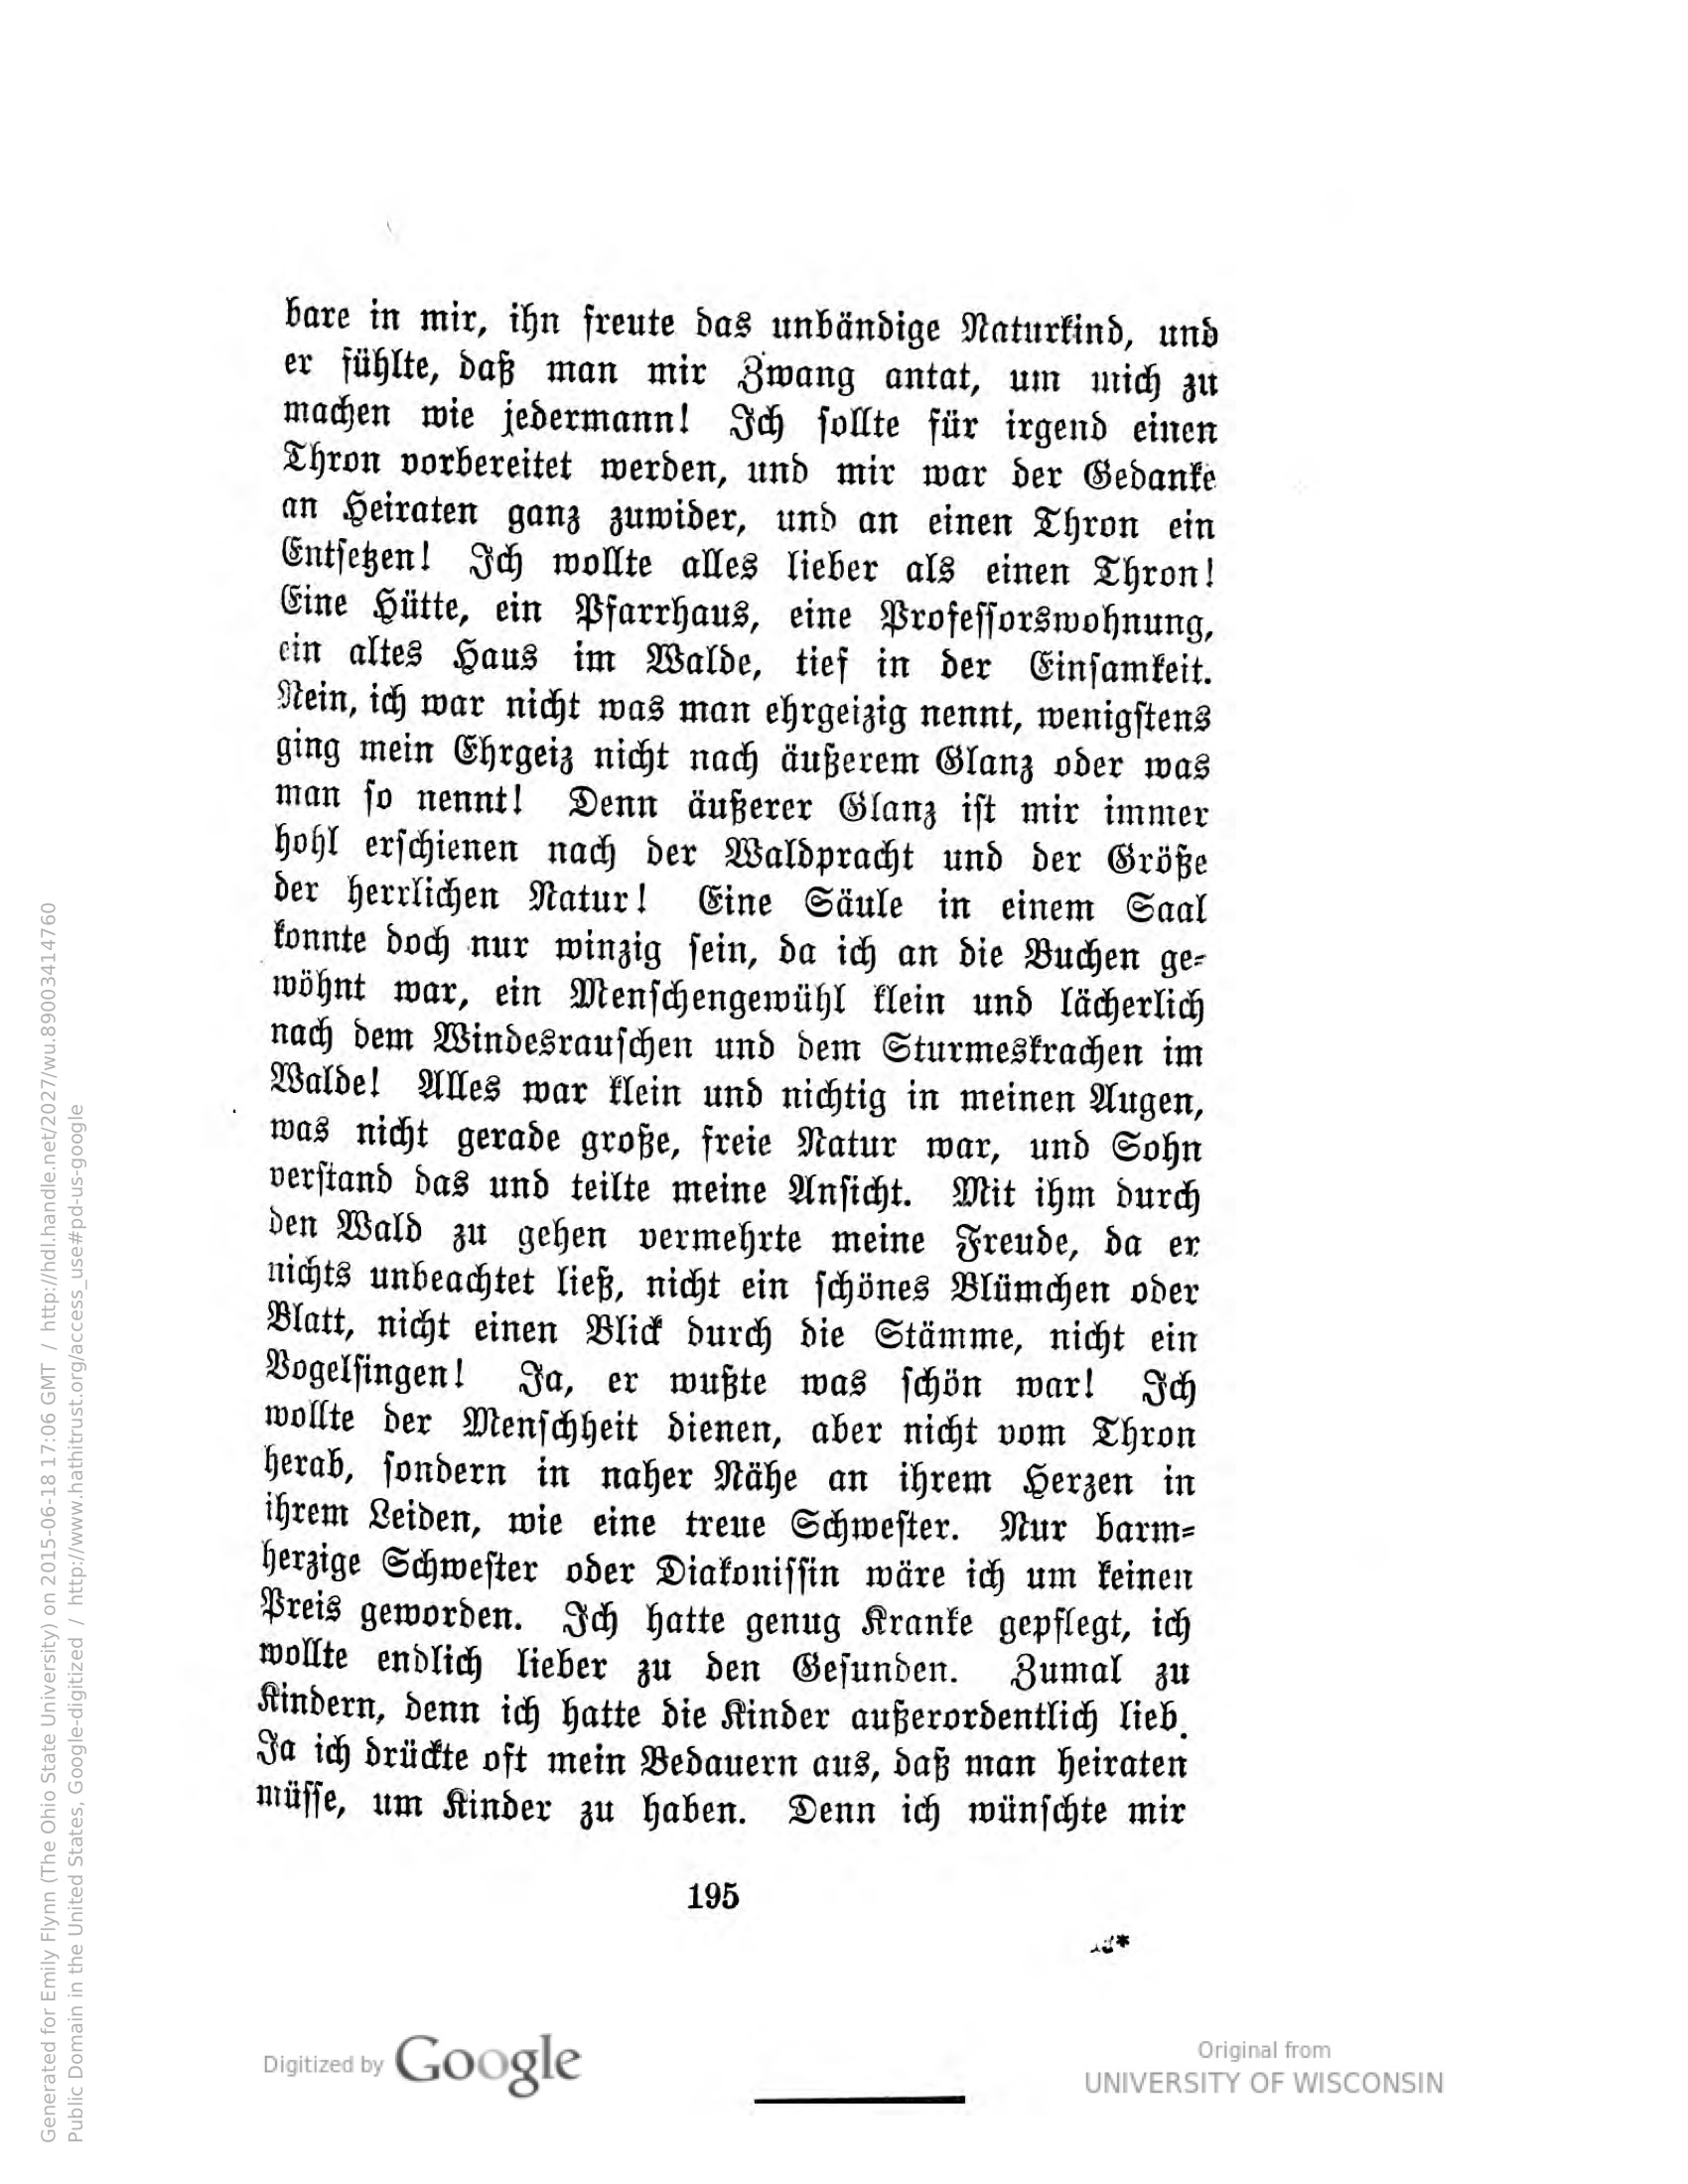 bare in mir, ihn freute das unbändige Naturkind, und
er fühlte, daß man mir Zwang antat, um mich zu
machen wie jedermann! Ich sollte für irgend einen
Thron vorbereitet werden, und mir war der Gedanke
an Heiraten ganz zuwider, und an einen Thron ein
Entsetzen! Ich wollte alles lieber als einen Thron!
Eine Hütte, ein Pfarrhaus, eine Professorswohnung,
ein altes Haus im Walde, tief in der Einsamkeit.
Nein, ich war nicht was man ehrgeizig nennt, wenigstens
ging mein Ehrgeiz nicht nach äußerem Glanz oder was
man so nennt! Denn äußerer Glanz ist mir immer
hohl erschienen nach der Waldpracht und der Größe
der herrlichen Natur! Eine Säule in einem Saal
konnte doch nur winzig sein, da ich an die Buchen ge-
wöhnt war, ein Menschengewühl klein und lächerlich
nach dem Windesrauschen und dem Sturmeskrachen im
Walde! Alles war klein und nichtig in meinen Augen,
was nicht gerade große, freie Natur war, und Sohn
verstand das und teilte meine Ansicht. Mit ihm durch
den Wald zu gehen vermehrte meine Freude, da er
nichts unbeachtet ließ, nicht ein schönes Blümchen oder
Blatt, nicht einen Blick durch die Stämme, nicht ein
Vogelsingen! Ja, er wußte was schön war! Ich
wollte der Menschheit dienen, aber nicht vom Thron
herab, sondern in naher Nähe an ihrem Herzen in
ihrem Leiden, wie eine treue Schwester. Nur barm-
herzige Schwester oder Diakonissin wäre ich um keinen
Preis geworden. Ich hatte genug Kranke gepflegt, ich
wollte endlich lieber zu den Gesunden. Zumal zu
Kindern, denn ich hatte die Kinder außerordentlich lieb.
Ja ich drückte oft mein Bedauern aus, daß man heiraten
müsse, um Kinder zu haben. Denn ich wünschte mir
195
Digitized by Google
Original from
UNIVERSITY OF WISCONSIN
Generated for Emily Flynn (The Ohio State University) on 2015-06-18 17:06 GMT / http://hdl.handle.net/2027/wu.89003414760
Public Domain in the United States, Google-digitized / http://www.hathitrust.org/access_use#pd-us-google